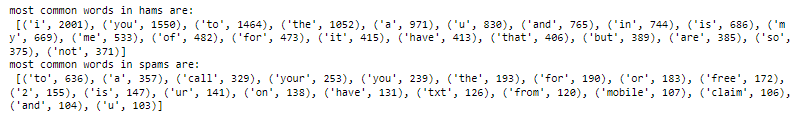 most common words in hams are:
 [('i', 2001), ('you', 1550), ('to', 1464), ('the', 1052), ('a', 971), ('u', 830), ('and', 765), ('in', 744), ('is', 686), ('m
y', 669), ('me', 533), ('of', 482), ('for', 473), ('it', 415), ('have', 413), ('that', 406), ('but', 389), ('are', 385), ('so',
375), ('not', 371)]
most common words in spams are:
 [('to', 636), ('a', 357), ('call', 329), ('your', 253), ('you', 239), ('the', 193), ('for', 190), ('or', 183), ('free', 172),
('2', 155), ('is', 147), ('ur', 141), ('on', 138), ('have', 131), ('txt', 126), ('from', 120), ('mobile', 107), ('claim', 106),
('and', 104), ('u', 103)]